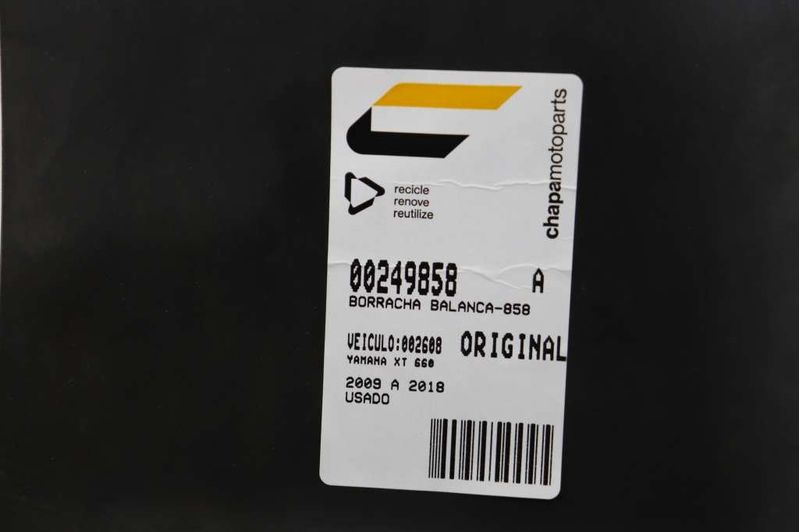 chapamotoparts
recicle
renove
reutilize
00249858 A
BORRACHA BALANCA-858
VEICULO:002608 ORIGINAL
YAMAHA XT 660
2009 A 2018
USADO